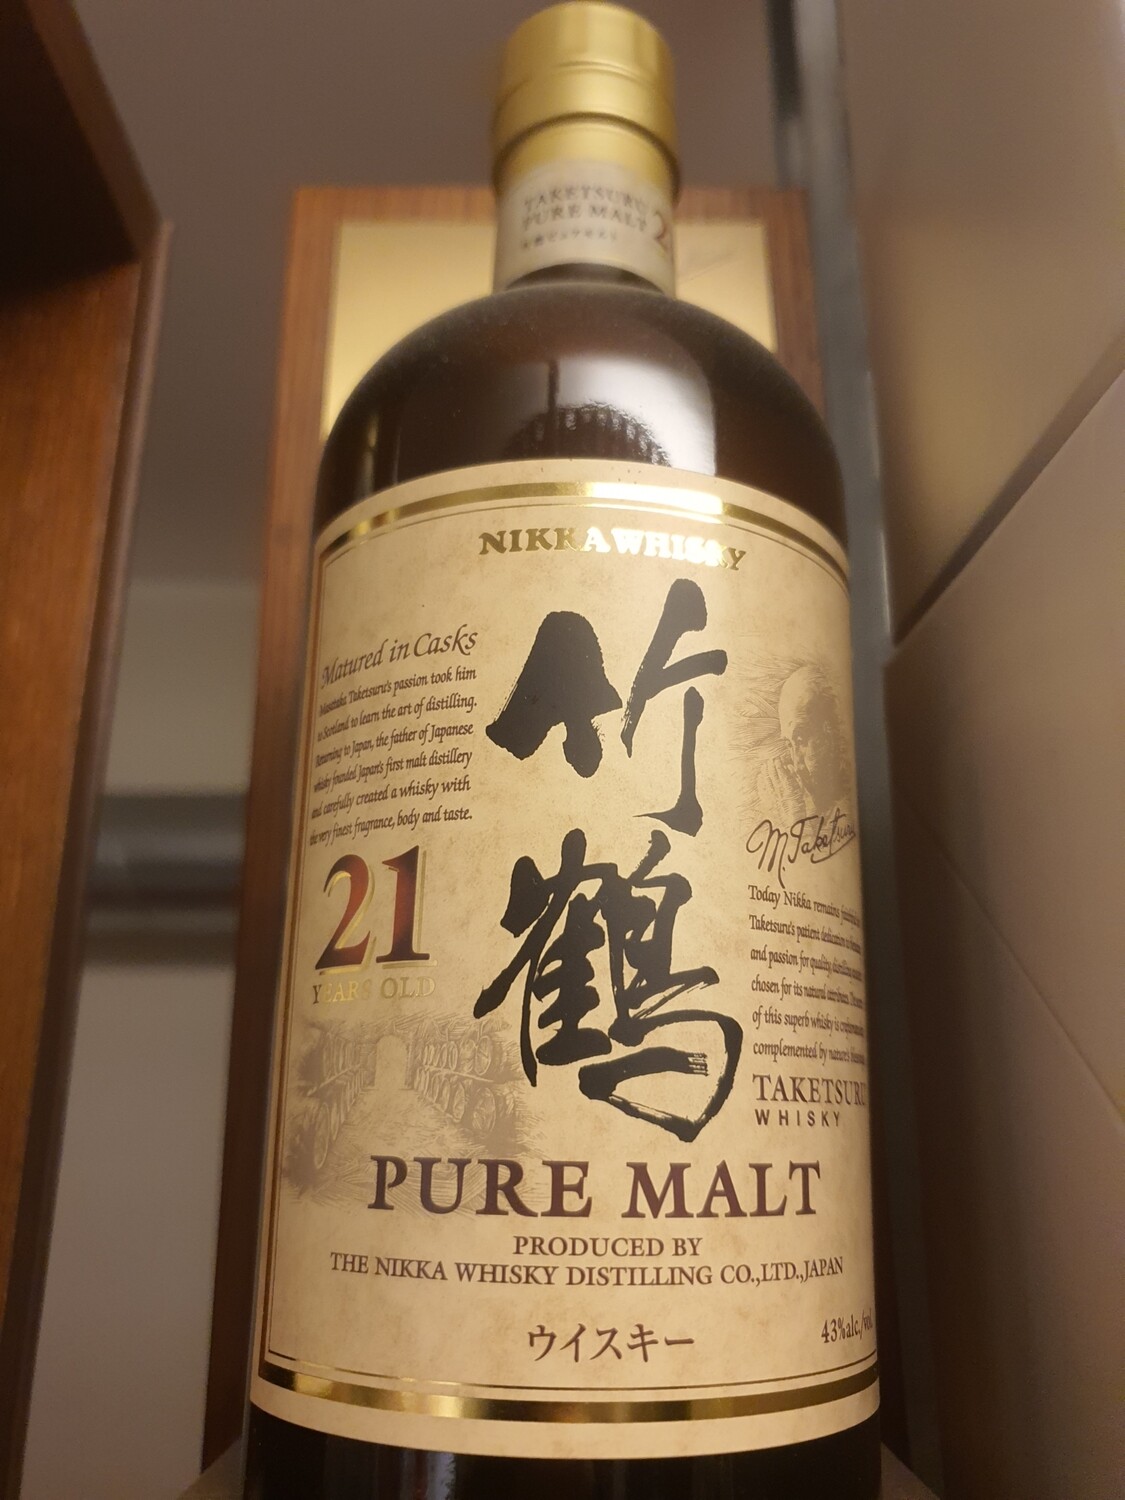 TAKETSURU
PURE MALT 21
NIKKA WHISKY
竹鶴
Matured in Casks
Masataka Taketsuru's passion took him
to Scotland to learn the art of distilling.
Returning to Japan, the father of Japanese
whisky founded Japan's first malt distillery
and carefully created a whisky with
the very finest fragrance, body and taste.
21
YEARS OLD
M. Taketsuru
Today Nikka remains faithful to
Taketsuru's patient dedication
and passion for quality,
chosen for its natural
of this superb whisky is
complemented by nature's
TAKETSURU
WHISKY
PURE MALT
PRODUCED BY
THE NIKKA WHISKY DISTILLING CO.,LTD.,JAPAN
ウイスキー
43%alc./vol.